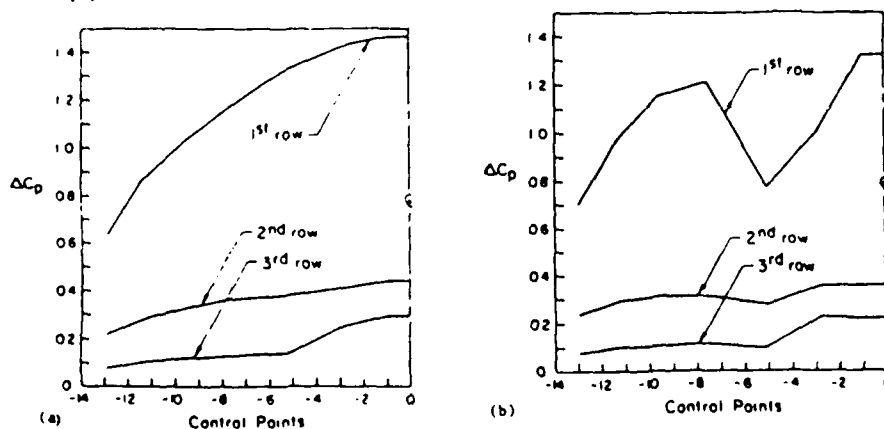 1.4
1.2
1.0
0.8
ΔCp
0.6
0.4
0.2
0
1st row
2nd row
3rd row
-14 -12 -10 -8 -6 -4 -2 0
(a)
Control Points
1.4
1.2
1.0
0.8
ΔCp
0.6
0.4
0.2
0
1st row
2nd row
3rd row
-14 -12 -10 -8 -6 -4 -2
(b)
Control Points